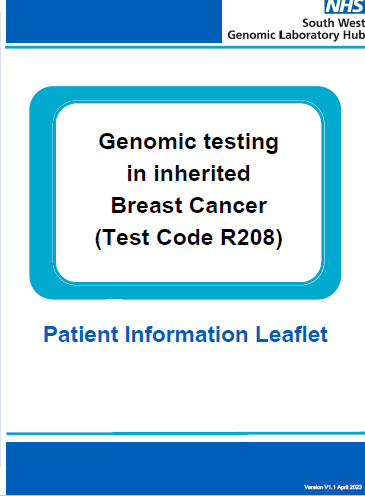 NHS
South West
Genomic Laboratory Hub
Genomic testing
in inherited
Breast Cancer
(Test Code R208)
Patient Information Leaflet
Version V1.1 April 2023